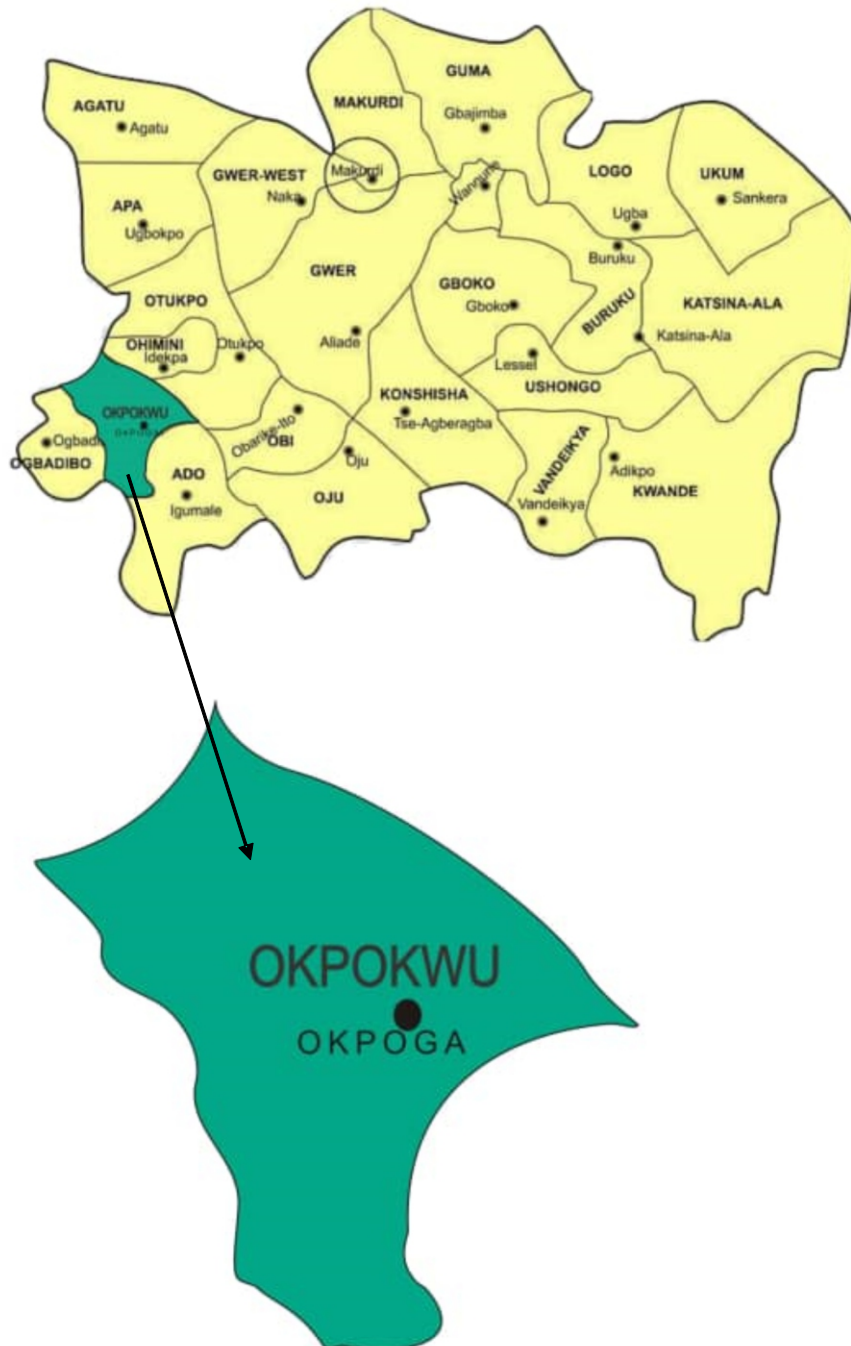 GUMA
AGATU
MAKURDI
Agatu
Gbajimba
GWER-WEST
Makurdi
LOGO
UKUM
Naka
Wannune
Sankera
APA
Ugbokpo
Ugba
Buruku
GWER
GBOKO
OTUKPO
Gboko
BURUKU
KATSINA-ALA
OHIMINI
Idekpa
Otukpo
Aliade
Katsina-Ala
Lessel
USHONGO
KONSHISHA
OKPOKWU
OKPOGA
Obarike-Ito
OBI
Tse-Agberagba
Ogbadi
OGBADIBO
ADO
Oju
VANDEIKYA
Adikpo
KWANDE
Igumale
OJU
Vandeikya
OKPOKWU
OKPOGA